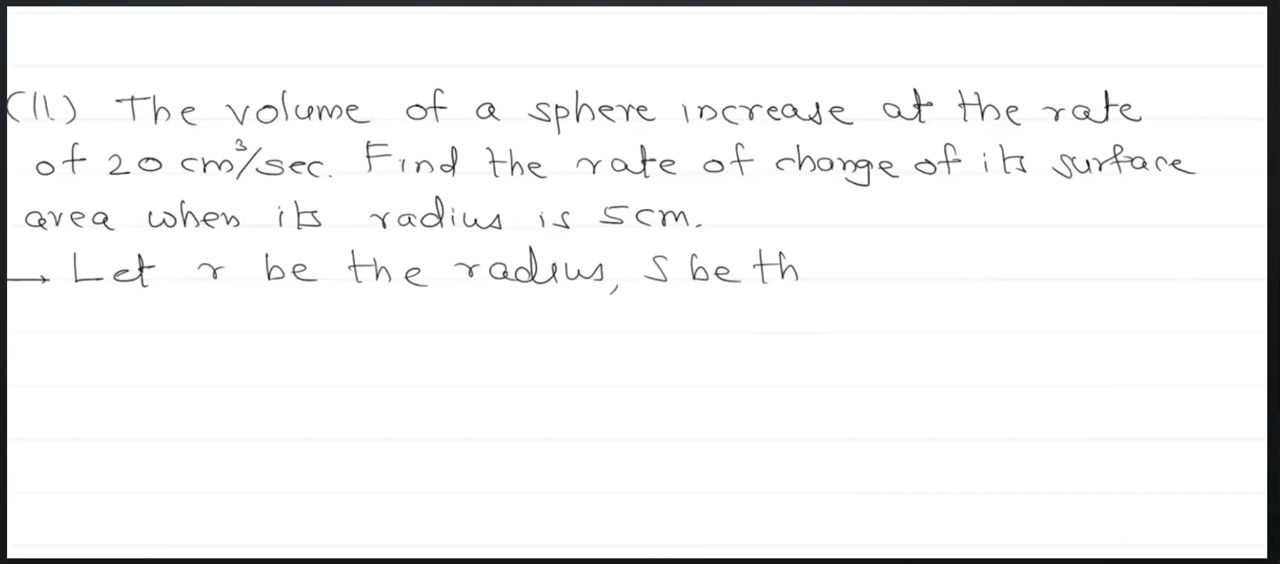 (11) The volume of a sphere increase at the rate
of 20 cm³/sec. Find the rate of change of its surface
area when its radius is 5cm.
→ Let r be the radius, S be th